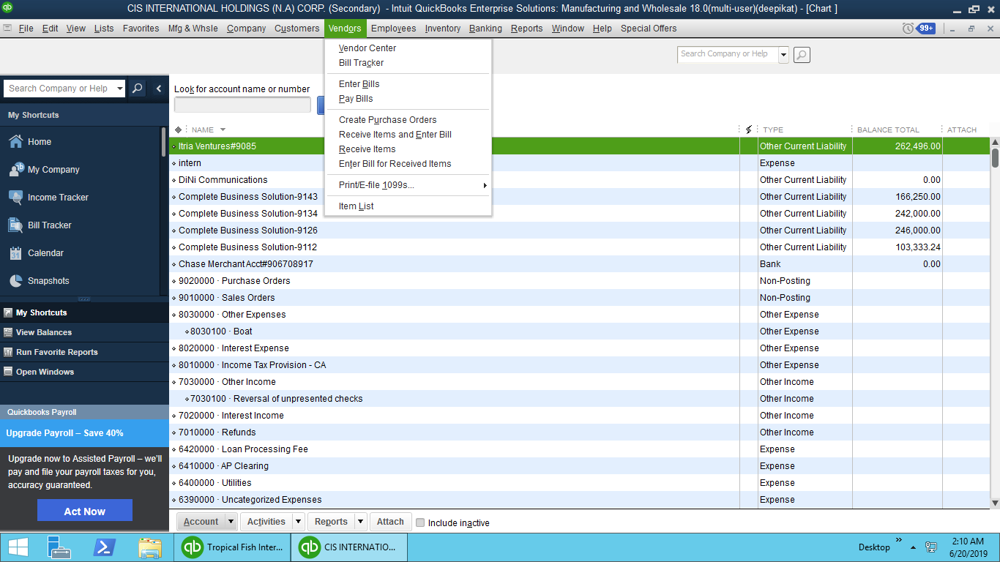 CIS INTERNATIONAL HOLDINGS (N.A) CORP. (Secondary) - Intuit QuickBooks Enterprise Solutions: Manufacturing and Wholesale 18.0(multi-user)(deepikat) - [Chart ]
File Edit View Lists Favorites Mfg & Whsle Company Customers Vendors Employees Inventory Banking Reports Window Help Special Offers 99+
Vendor Center
Bill Tracker
Enter Bills
Pay Bills
Create Purchase Orders
Receive Items and Enter Bill
Receive Items
Enter Bill for Received Items
Print/E-file 1099s...
Item List
Search Company or Help
Search Company or Help
My Shortcuts
Home
My Company
Income Tracker
Bill Tracker
31 Calendar
Snapshots
My Shortcuts
View Balances
Run Favorite Reports
Open Windows
Quickbooks Payroll
Upgrade Payroll – Save 40%
Upgrade now to Assisted Payroll – we'll
pay and file your payroll taxes for you,
accuracy guaranteed.
Act Now
Look for account name or number
NAME TYPE BALANCE TOTAL ATTACH
Itria Ventures#9085 Other Current Liability 262,496.00
intern Expense
DiNi Communications Other Current Liability 0.00
Complete Business Solution-9143 Other Current Liability 166,250.00
Complete Business Solution-9134 Other Current Liability 242,000.00
Complete Business Solution-9126 Other Current Liability 246,000.00
Complete Business Solution-9112 Other Current Liability 103,333.24
Chase Merchant Acct#906708917 Bank 0.00
9020000 · Purchase Orders Non-Posting
9010000 · Sales Orders Non-Posting
8030000 · Other Expenses Other Expense
8030100 · Boat Other Expense
8020000 · Interest Expense Other Expense
8010000 · Income Tax Provision - CA Other Expense
7030000 · Other Income Other Income
7030100 · Reversal of unpresented checks Other Income
7020000 · Interest Income Other Income
7010000 · Refunds Other Income
6420000 · Loan Processing Fee Expense
6410000 · AP Clearing Expense
6400000 · Utilities Expense
6390000 · Uncategorized Expenses Expense
Account Activities Reports Attach Include inactive
qb Tropical Fish Inter... qb CIS INTERNATIO... Desktop 2:10 AM
6/20/2019